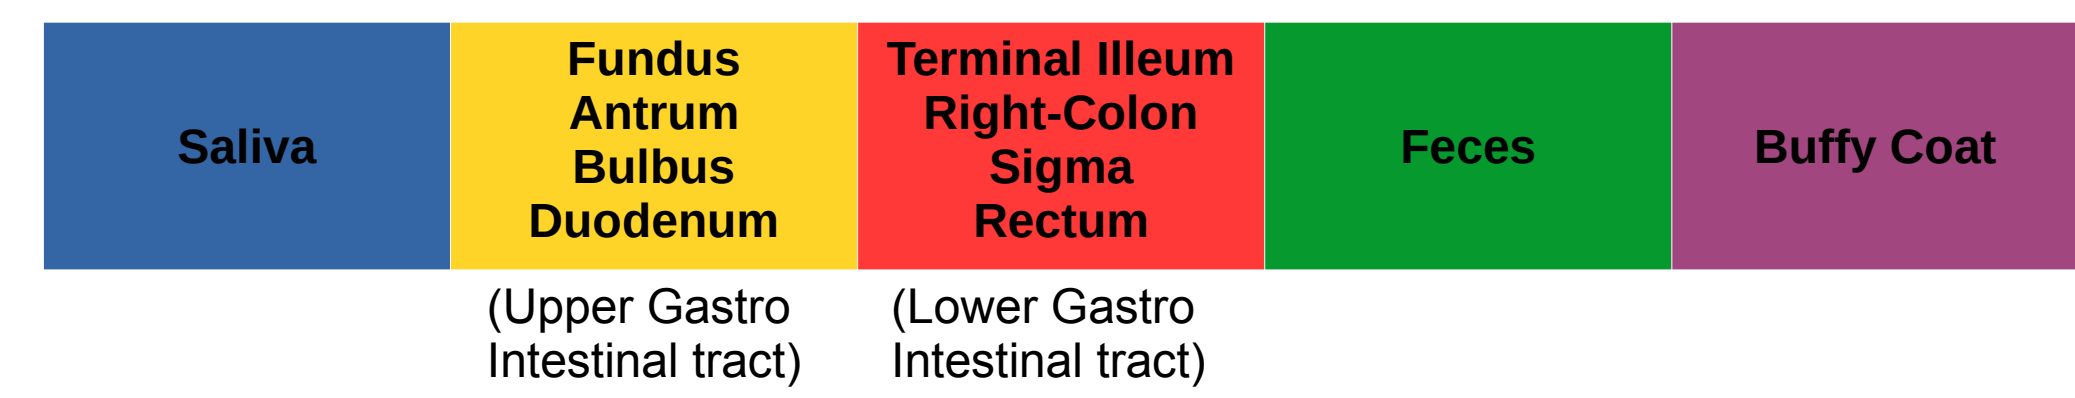 Saliva
Fundus
Antrum
Bulbus
Duodenum
Terminal Illeum
Right-Colon
Sigma
Rectum
Feces
Buffy Coat
(Upper Gastro
Intestinal tract)
(Lower Gastro
Intestinal tract)